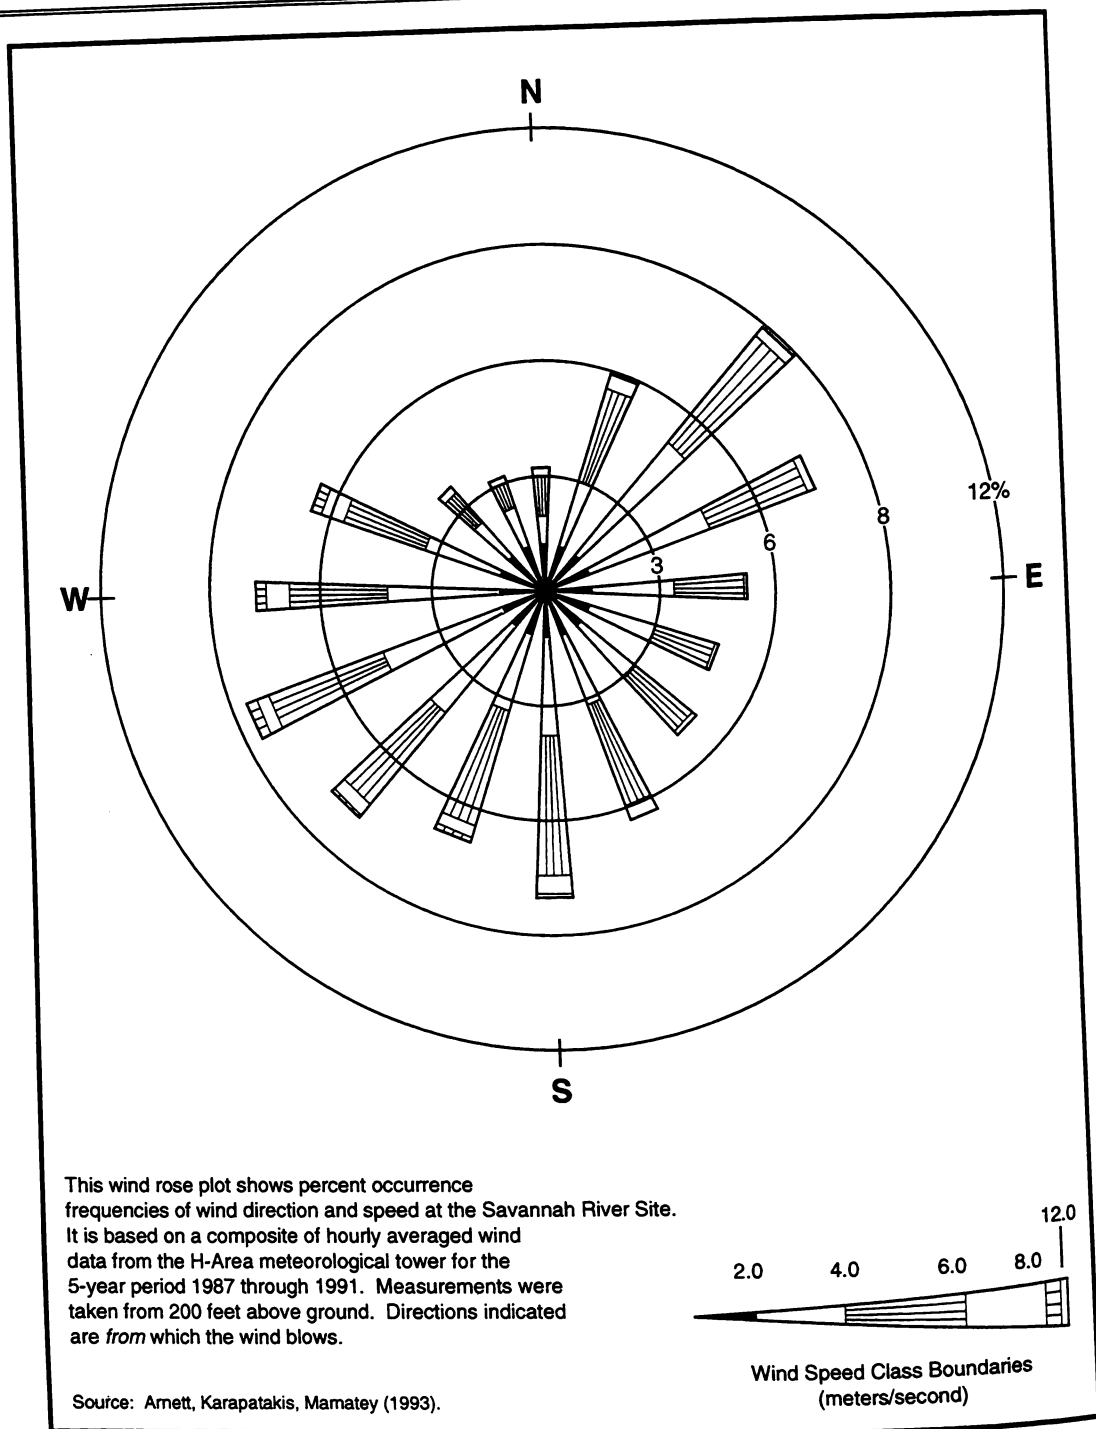 N
12%
8
E
6
3
W
S
This wind rose plot shows percent occurrence
frequencies of wind direction and speed at the Savannah River Site.
It is based on a composite of hourly averaged wind
data from the H-Area meteorological tower for the
5-year period 1987 through 1991. Measurements were
taken from 200 feet above ground. Directions indicated
are from which the wind blows.
12.0
2.0 4.0 6.0 8.0
Wind Speed Class Boundaries
(meters/second)
Source: Arnett, Karapatakis, Mamatey (1993).